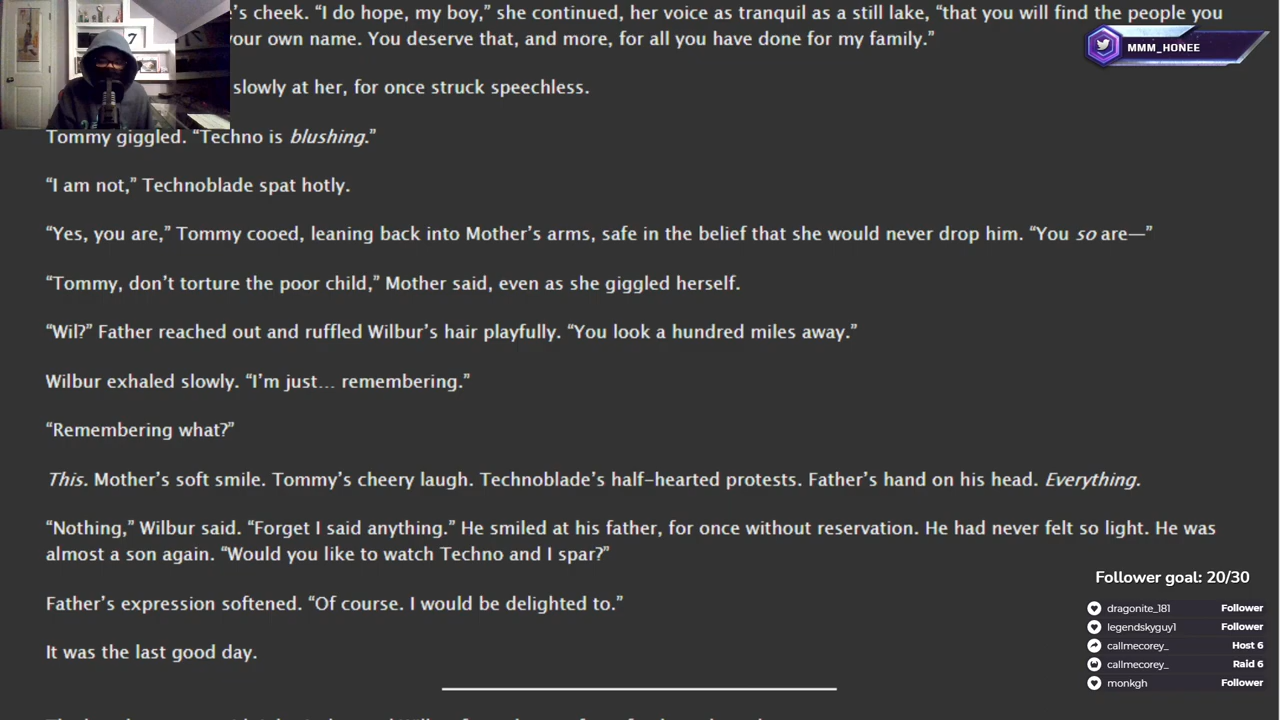 's cheek. “I do hope, my boy,” she continued, her voice as tranquil as a still lake, “that you will find the people you
your own name. You deserve that, and more, for all you have done for my family.”
MMM_HONEE
slowly at her, for once struck speechless.
Tommy giggled. “Techno is blushing.”
“I am not,” Technoblade spat hotly.
“Yes, you are,” Tommy cooed, leaning back into Mother’s arms, safe in the belief that she would never drop him. “You so are—”
“Tommy, don’t torture the poor child,” Mother said, even as she giggled herself.
“Wil?” Father reached out and ruffled Wilbur’s hair playfully. “You look a hundred miles away.”
Wilbur exhaled slowly. “I’m just… remembering.”
“Remembering what?”
This. Mother’s soft smile. Tommy’s cheery laugh. Technoblade’s half-hearted protests. Father’s hand on his head. Everything.
“Nothing,” Wilbur said. “Forget I said anything.” He smiled at his father, for once without reservation. He had never felt so light. He was
almost a son again. “Would you like to watch Techno and I spar?”
Father’s expression softened. “Of course. I would be delighted to.”
It was the last good day.
Follower goal: 20/30
dragonite_181 Follower
legendskyguy1 Follower
callmecorey_ Host 6
callmecorey_ Raid 6
monkgh Follower